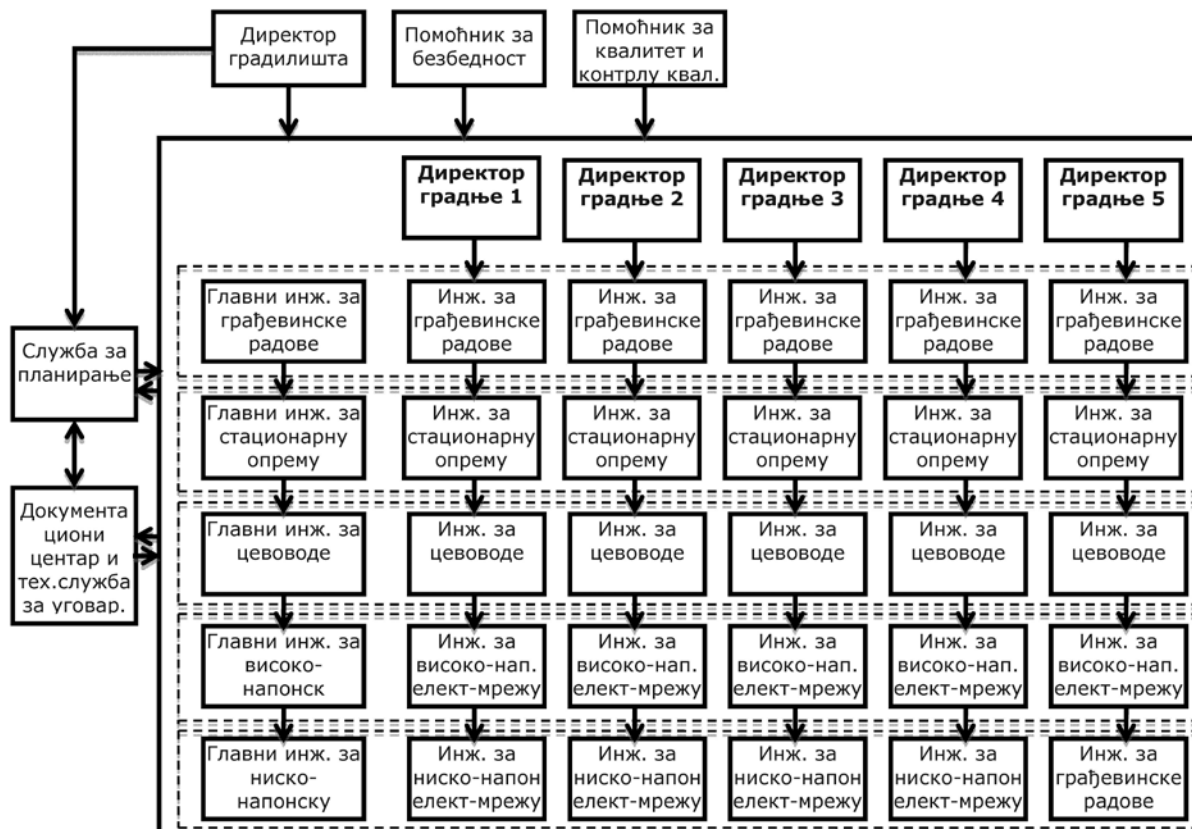 Директор
градилишта
Помоћник за
безбедност
Помоћник за
квалитет и
контрлу квал.
Директор
градње 1
Директор
градње 2
Директор
градње 3
Директор
градње 4
Директор
градње 5
Служба за
планирање
Документа
циони
центар и
тех.служба
за уговар.
Главни инж. за
грађевинске
радове
Инж. за
грађевинске
радове
Инж. за
грађевинске
радове
Инж. за
грађевинске
радове
Инж. за
грађевинске
радове
Инж. за
грађевинске
радове
Главни инж. за
стационарну
опрему
Инж. за
стационарну
опрему
Инж. за
стационарну
опрему
Инж. за
стационарну
опрему
Инж. за
стационарну
опрему
Инж. за
стационарну
опрему
Главни инж. за
цевоводе
Инж. за
цевоводе
Инж. за
цевоводе
Инж. за
цевоводе
Инж. за
цевоводе
Инж. за
цевоводе
Главни инж. за
високо-
напонск
Инж. за
високо-нап.
елект-мрежу
Инж. за
високо-нап.
елект-мрежу
Инж. за
високо-нап.
елект-мрежу
Инж. за
високо-нап.
елект-мрежу
Инж. за
високо-нап.
елект-мрежу
Главни инж. за
ниско-
напонску
Инж. за
ниско-напон
елект-мрежу
Инж. за
ниско-напон
елект-мрежу
Инж. за
ниско-напон
елект-мрежу
Инж. за
ниско-напон
елект-мрежу
Инж. за
грађевинске
радове